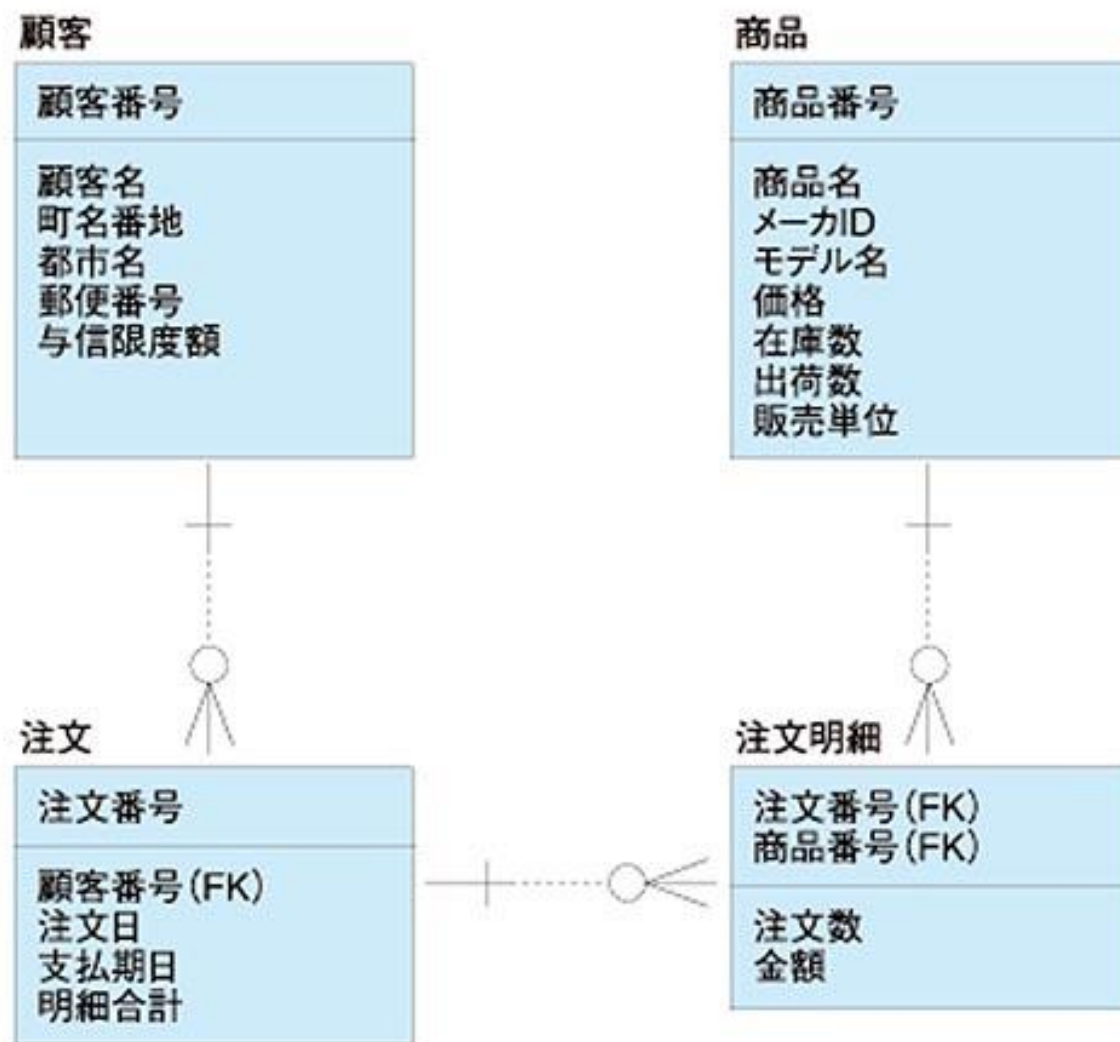 顧客
顧客番号
顧客名
町名番地
都市名
郵便番号
与信限度額
商品
商品番号
商品名
メーカID
モデル名
価格
在庫数
出荷数
販売単位
注文
注文番号
顧客番号(FK)
注文日
支払期日
明細合計
注文明細
注文番号(FK)
商品番号(FK)
注文数
金額